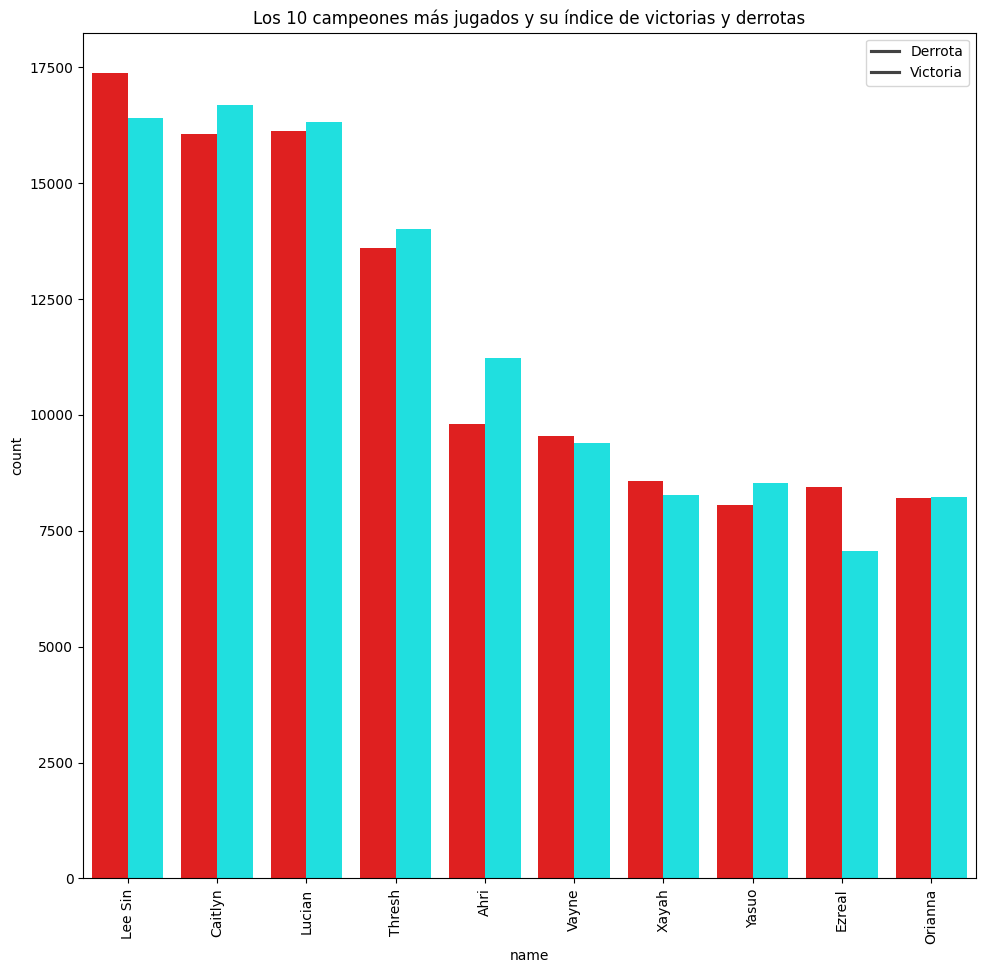 Los 10 campeones más jugados y su índice de victorias y derrotas
Derrota
Victoria
17500
15000
12500
10000
7500
5000
2500
0
count
Lee Sin
Caitlyn
Lucian
Thresh
Ahri
Vayne
Xayah
Yasuo
Ezreal
Orianna
name